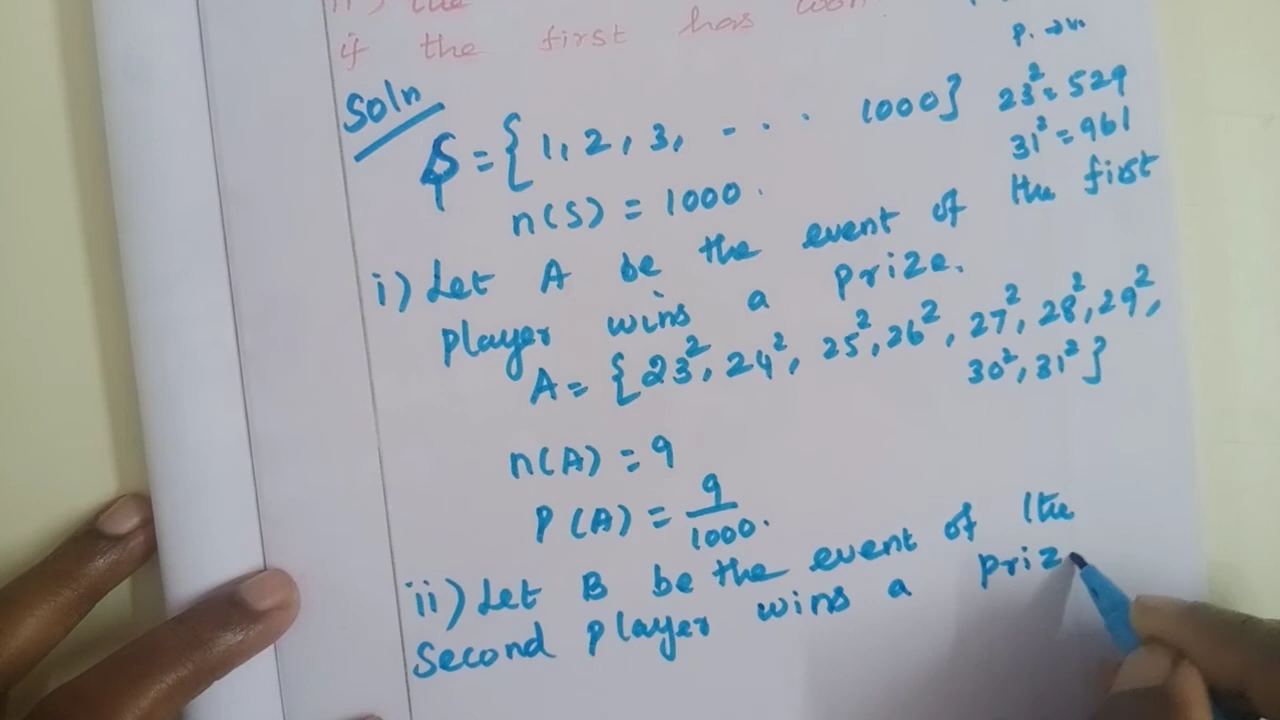 the
if the first has won.
Soln
S = {1, 2, 3, - . . . 1000}
23² = 529
31² = 961
n(S) = 1000.
i) Let A be the event of the first
player wins a prize.
A = {23², 24², 25², 26², 27², 28², 29²,
30², 31²}
n(A) = 9
P(A) = 9/1000.
ii) Let B be the event of the
Second player wins a priz